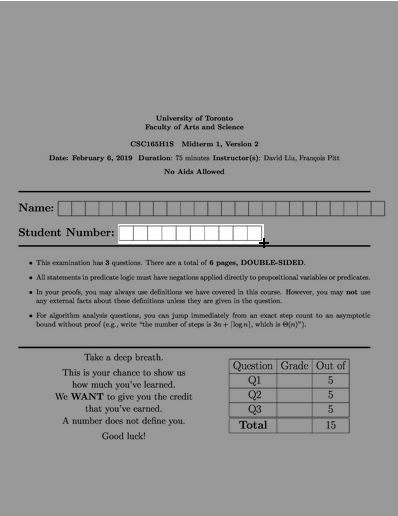 University of Toronto
Faculty of Arts and Science
CSC165H1S Midterm 1, Version 2
Date: February 6, 2019 Duration: 75 minutes Instructor(s): David Liu, François Pitt
No Aids Allowed
Name:
Student Number:
• This examination has 3 questions. There are a total of 6 pages, DOUBLE-SIDED.
• All statements in predicate logic must have negations applied directly to propositional variables or predicates.
• In your proofs, you may always use definitions we have covered in this course. However, you may not use
any external facts about these definitions unless they are given in the question.
• For algorithm analysis questions, you can jump immediately from an exact step count to an asymptotic
bound without proof (e.g., write "the number of steps is 3n + ⌈log n⌉, which is Θ(n)").
Take a deep breath.
This is your chance to show us
how much you've learned.
We WANT to give you the credit
that you've earned.
A number does not define you.
Good luck!
Question Grade Out of
Q1 5
Q2 5
Q3 5
Total 15